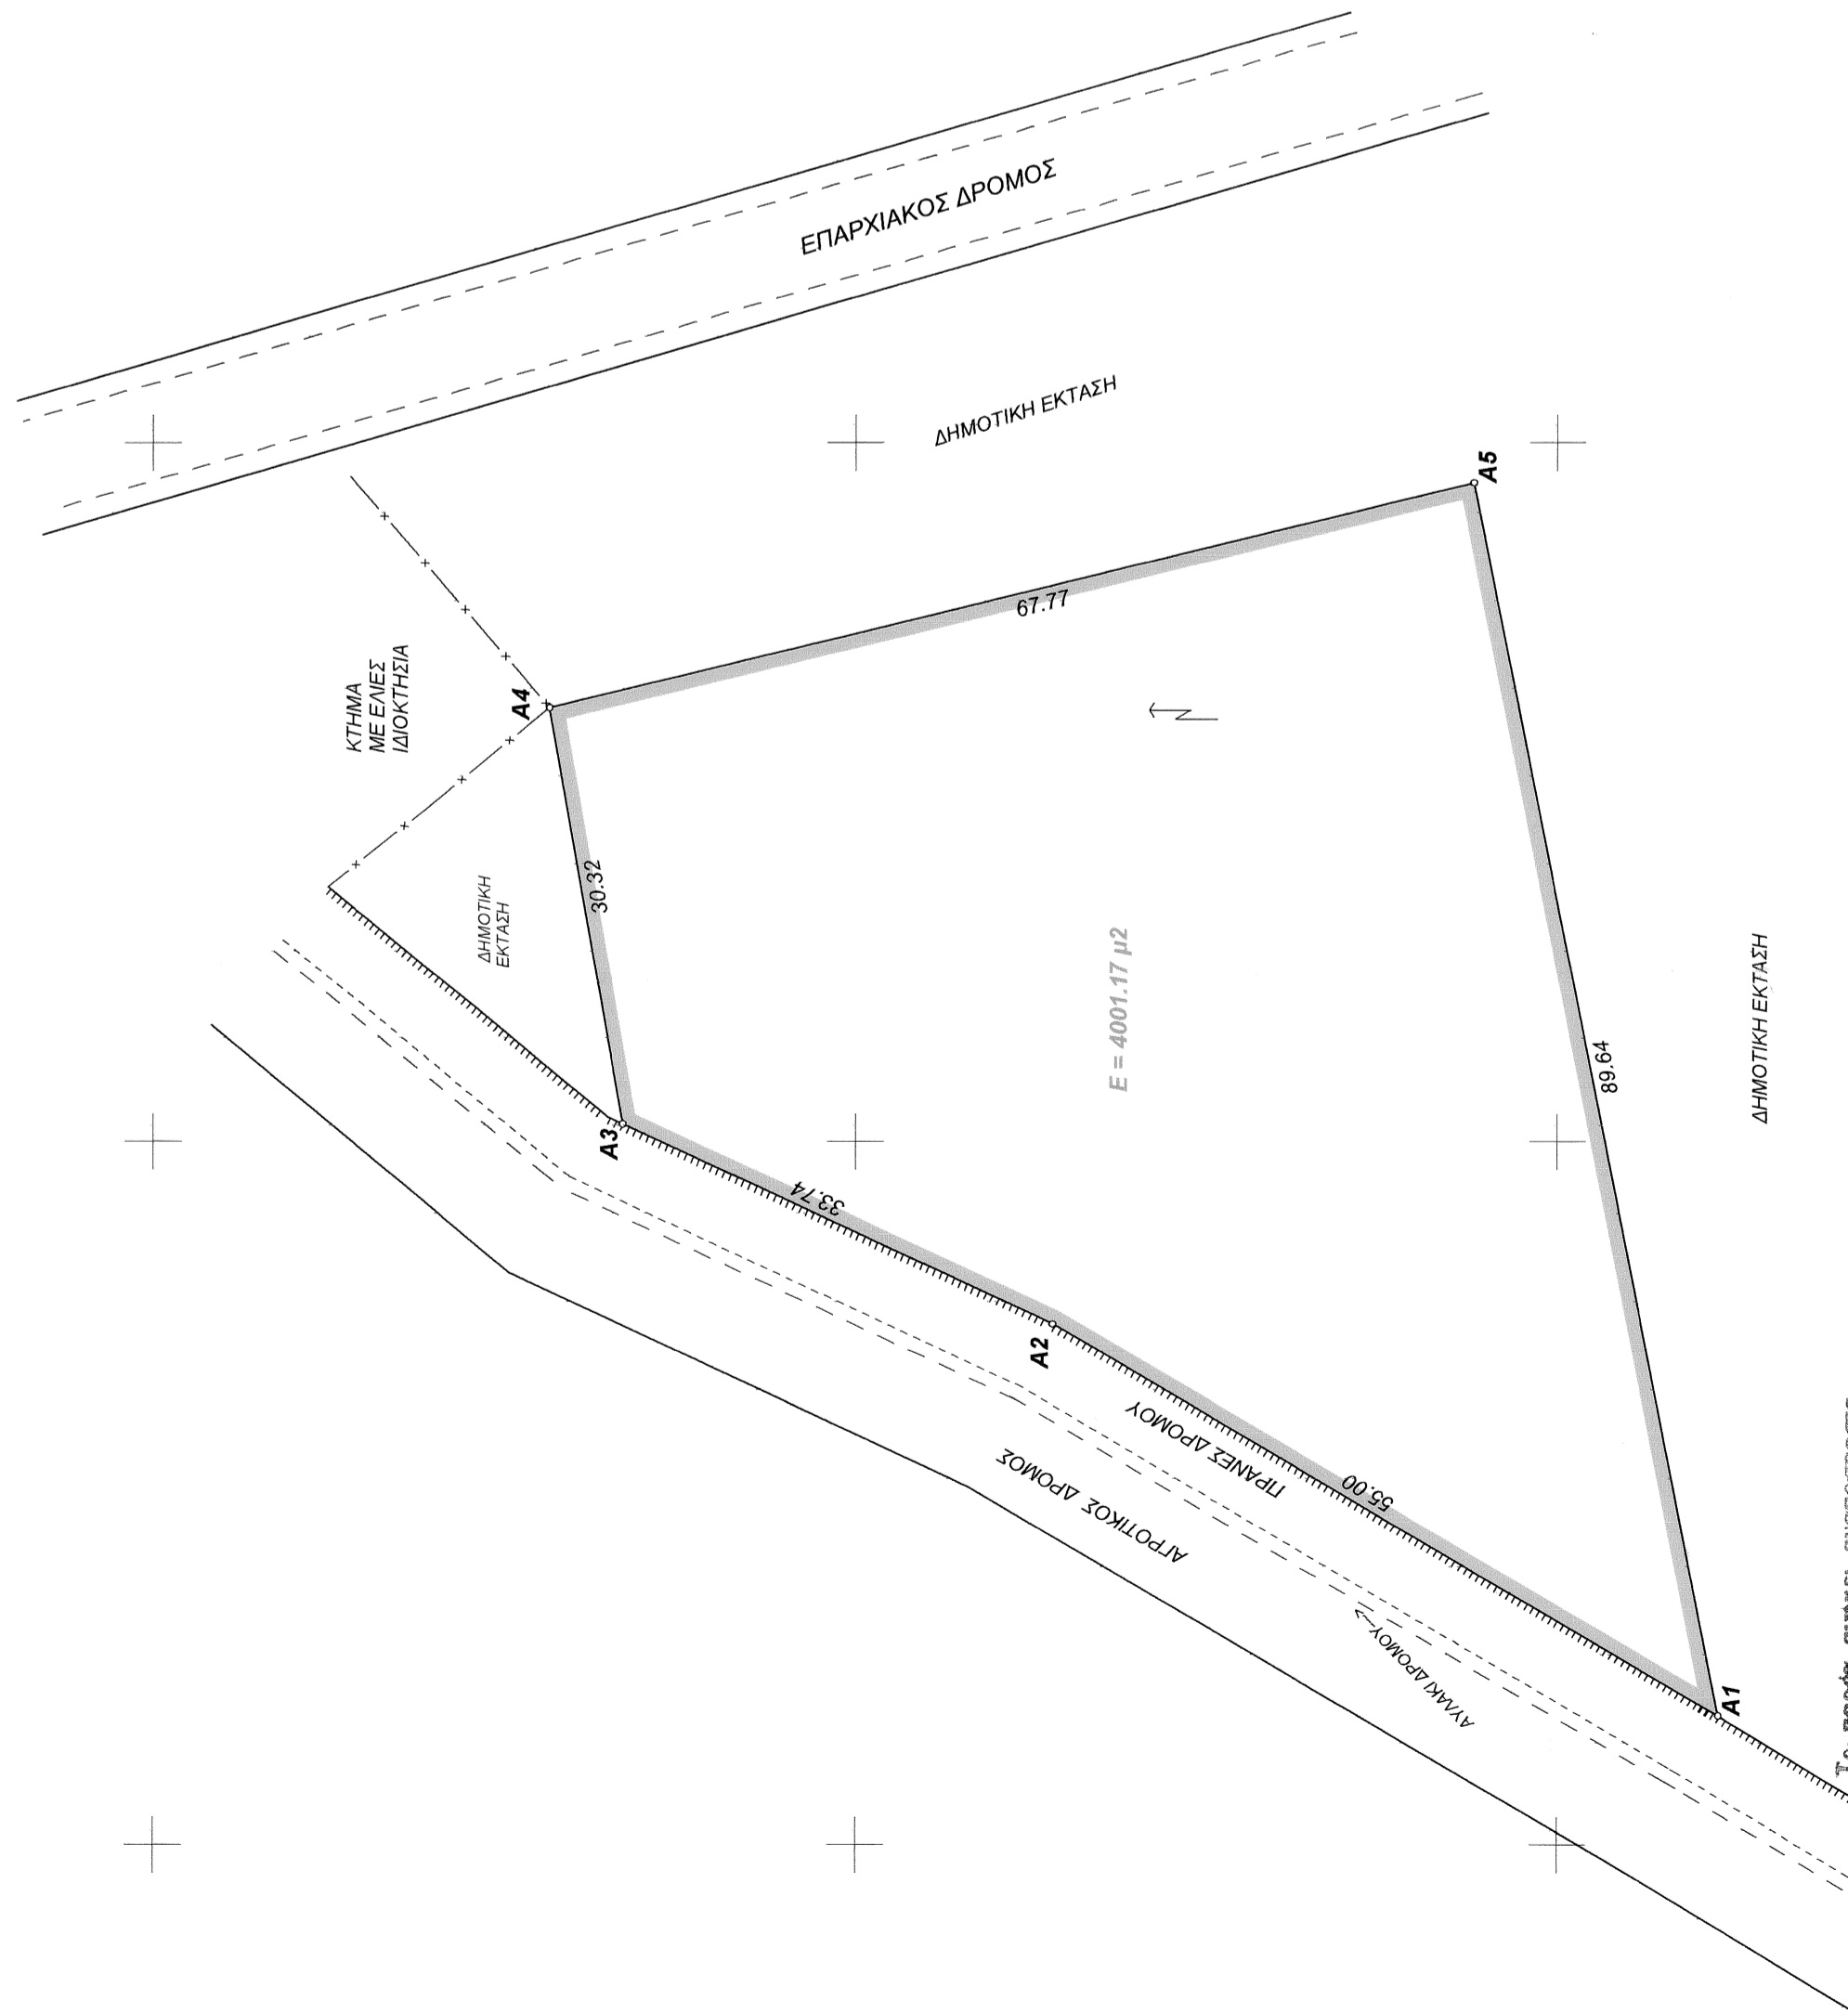 ΕΠΑΡΧΙΑΚΟΣ ΔΡΟΜΟΣ
ΔΗΜΟΤΙΚΗ ΕΚΤΑΣΗ
A5
67.77
ΚΤΗΜΑ
ΜΕ ΕΛΙΕΣ
ΙΔΙΟΚΤΗΣΙΑ
A4
30.32
ΔΗΜΟΤΙΚΗ
ΕΚΤΑΣΗ
E = 4001.17 μ2
ΔΗΜΟΤΙΚΗ ΕΚΤΑΣΗ
89.64
A3
33.74
A2
ΠΡΑΝΕΣ ΔΡΟΜΟΥ
ΑΓΡΟΤΙΚΟΣ ΔΡΟΜΟΣ
55.00
ΑΥΛΑΚΙ ΔΡΟΜΟΥ
A1